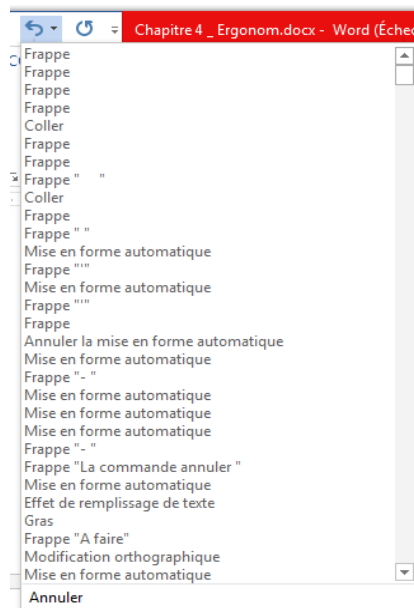 Chapitre 4 _ Ergonom.docx - Word (Éche
Frappe
Frappe
Frappe
Frappe
Coller
Frappe
Frappe
Frappe "    "
Coller
Frappe
Frappe " "
Mise en forme automatique
Frappe "'"
Mise en forme automatique
Frappe "'"
Frappe
Annuler la mise en forme automatique
Mise en forme automatique
Frappe "- "
Mise en forme automatique
Mise en forme automatique
Mise en forme automatique
Frappe "- "
Frappe "La commande annuler "
Mise en forme automatique
Effet de remplissage de texte
Gras
Frappe "A faire"
Modification orthographique
Mise en forme automatique
Annuler